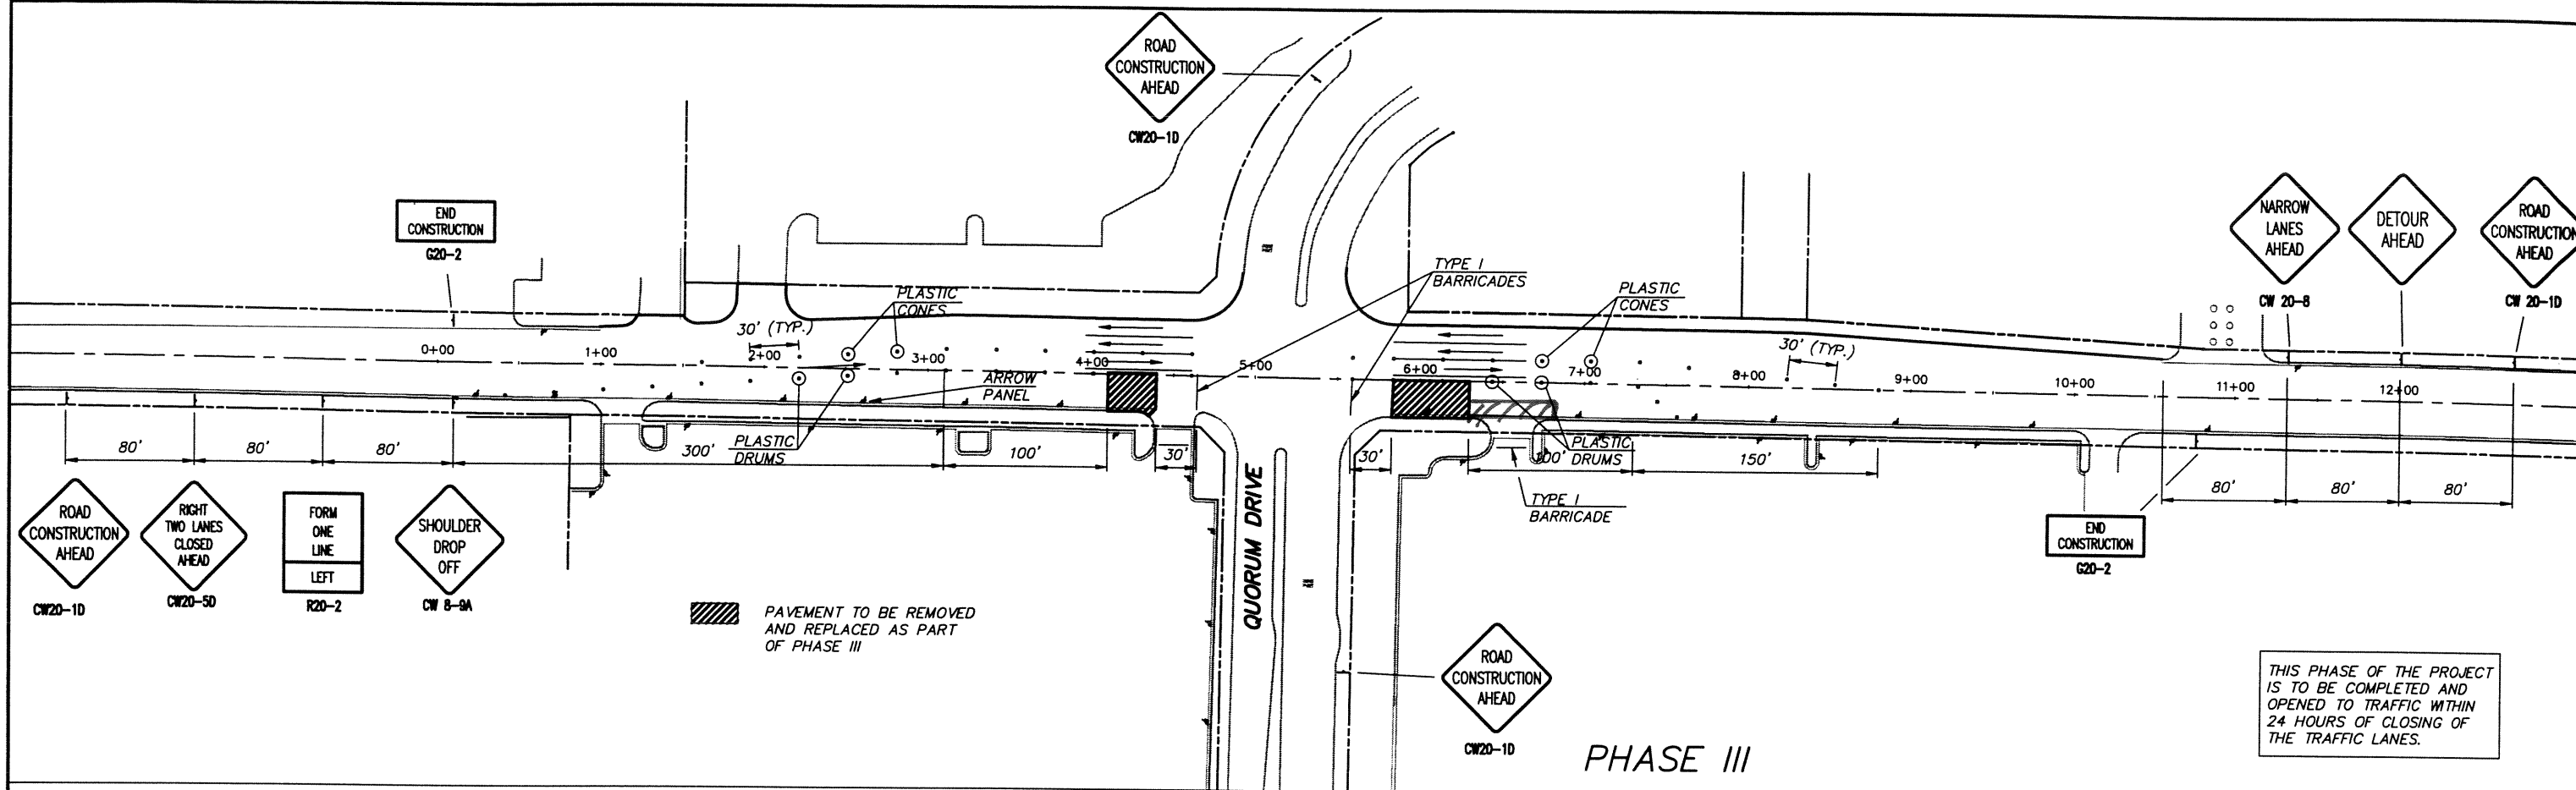 ROAD
CONSTRUCTION
AHEAD
CW20-1D
END
CONSTRUCTION
G20-2
NARROW
LANES
AHEAD
CW 20-8
DETOUR
AHEAD
ROAD
CONSTRUCTION
AHEAD
CW 20-1D
TYPE I
BARRICADES
PLASTIC
CONES
PLASTIC
CONES
30' (TYP.)
30' (TYP.)
0+00
1+00
2+00
3+00
4+00
5+00
6+00
7+00
8+00
9+00
10+00
11+00
12+00
ARROW
PANEL
PLASTIC
DRUMS
PLASTIC
DRUMS
80'
80'
80'
300'
100'
30'
30'
100'
150'
80'
80'
80'
TYPE I
BARRICADE
QUORUM DRIVE
ROAD
CONSTRUCTION
AHEAD
CW20-1D
RIGHT
TWO LANES
CLOSED
AHEAD
CW20-5D
FORM
ONE
LINE
LEFT
R20-2
SHOULDER
DROP
OFF
CW 8-9A
END
CONSTRUCTION
G20-2
PAVEMENT TO BE REMOVED
AND REPLACED AS PART
OF PHASE III
ROAD
CONSTRUCTION
AHEAD
CW20-1D
THIS PHASE OF THE PROJECT
IS TO BE COMPLETED AND
OPENED TO TRAFFIC WITHIN
24 HOURS OF CLOSING OF
THE TRAFFIC LANES.
PHASE III